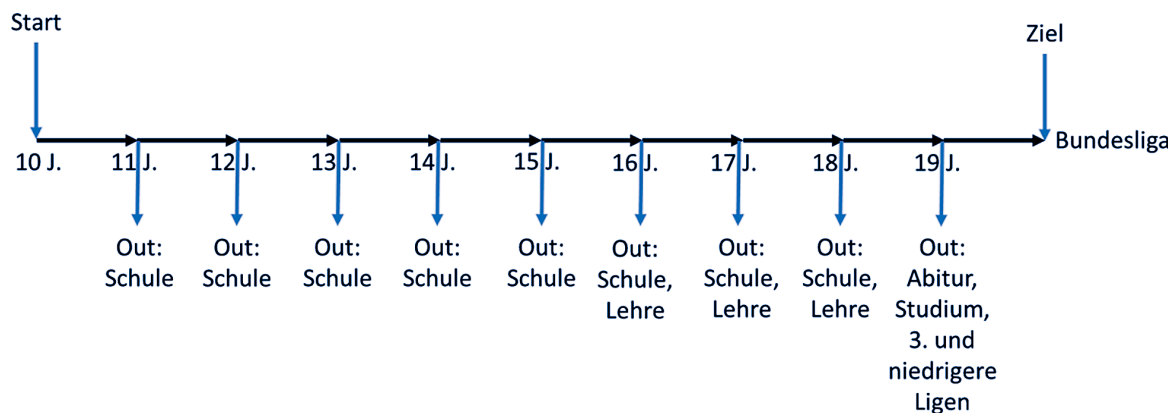 Start
Ziel
Bundesliga
10 J.
11 J.
12 J.
13 J.
14 J.
15 J.
16 J.
17 J.
18 J.
19 J.
Out:
Schule
Out:
Schule
Out:
Schule
Out:
Schule
Out:
Schule
Out:
Schule,
Lehre
Out:
Schule,
Lehre
Out:
Schule,
Lehre
Out:
Abitur,
Studium,
3. und
niedrigere
Ligen